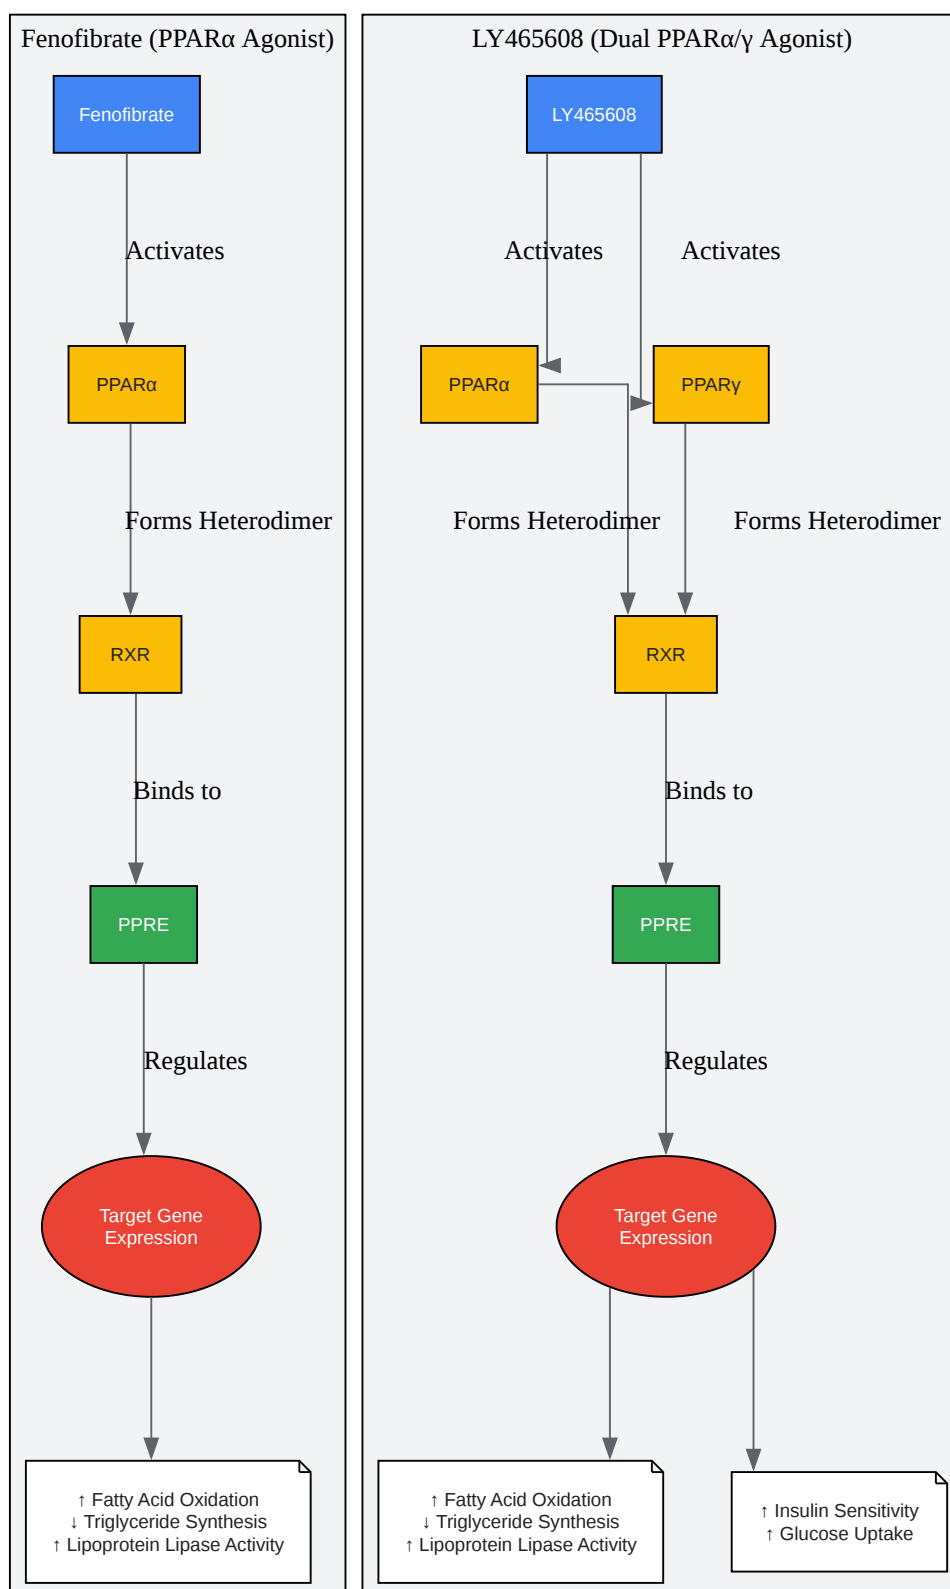 Fenofibrate (PPARα Agonist)
Fenofibrate
Activates
PPARα
Forms Heterodimer
RXR
Binds to
PPRE
Regulates
Target Gene
Expression
↑ Fatty Acid Oxidation
↓ Triglyceride Synthesis
↑ Lipoprotein Lipase Activity
LY465608 (Dual PPARα/γ Agonist)
LY465608
Activates
Activates
PPARα
PPARγ
Forms Heterodimer
Forms Heterodimer
RXR
Binds to
PPRE
Regulates
Target Gene
Expression
↑ Fatty Acid Oxidation
↓ Triglyceride Synthesis
↑ Lipoprotein Lipase Activity
↑ Insulin Sensitivity
↑ Glucose Uptake